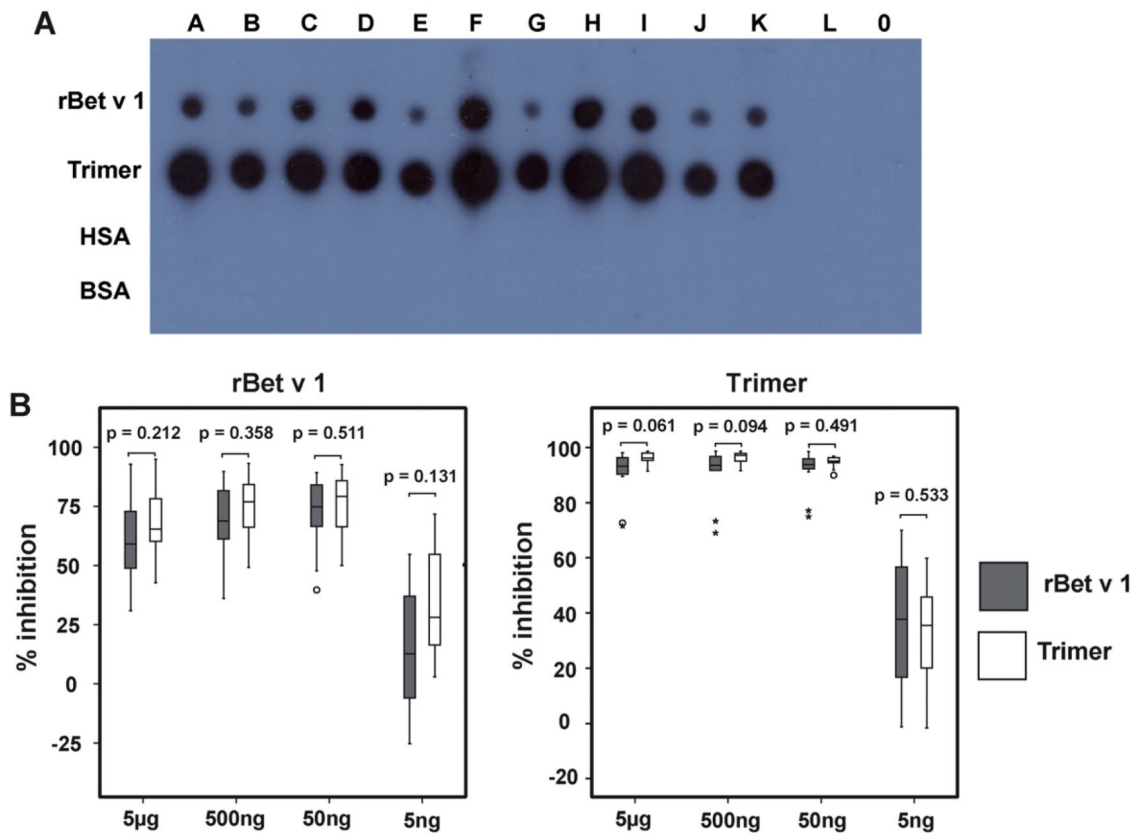 A
A B C D E F G H I J K L 0
rBet v 1
Trimer
HSA
BSA
B
rBet v 1
% inhibition
100
75
50
25
0
-25
p = 0.212
p = 0.358
p = 0.511
p = 0.131
5µg 500ng 50ng 5ng
Trimer
% inhibition
100
80
60
40
20
0
-20
p = 0.061
p = 0.094
p = 0.491
p = 0.533
5µg 500ng 50ng 5ng
rBet v 1
Trimer